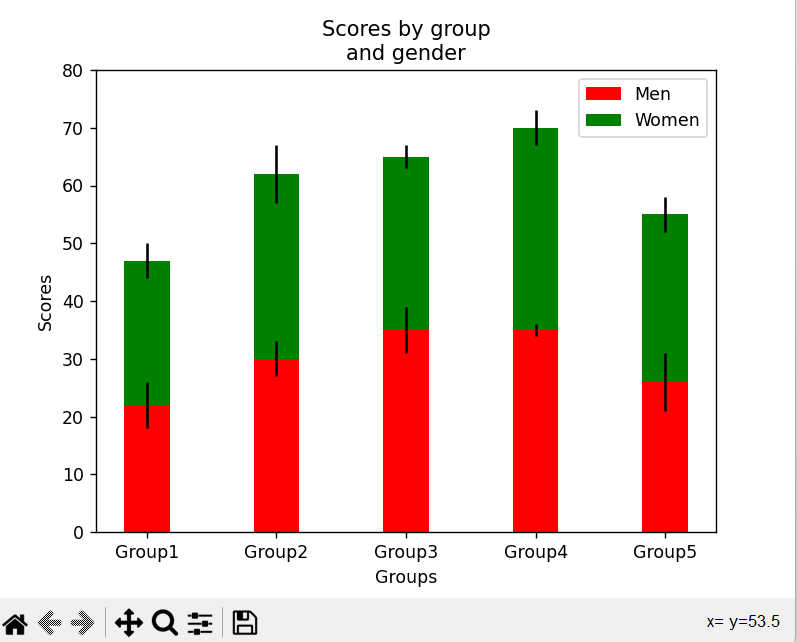 Scores by group
and gender
80
70
60
50
40
30
20
10
0
Scores
Men
Women
Group1 Group2 Group3 Group4 Group5
Groups
x= y=53.5